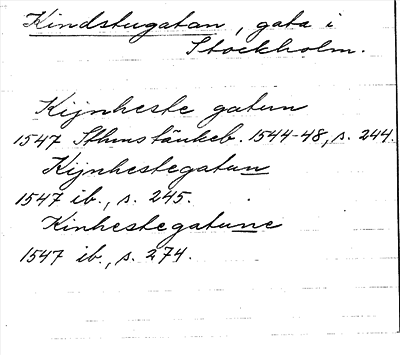 Kindstugatan, gata i
Stockholm.
Kijnheste gatun
1547 Sthms tänkeb. 1544-48, s. 244.
Kijnhestegatun
1547 ib., s. 245.
Kinhestegatune
1547 ib., s. 274.